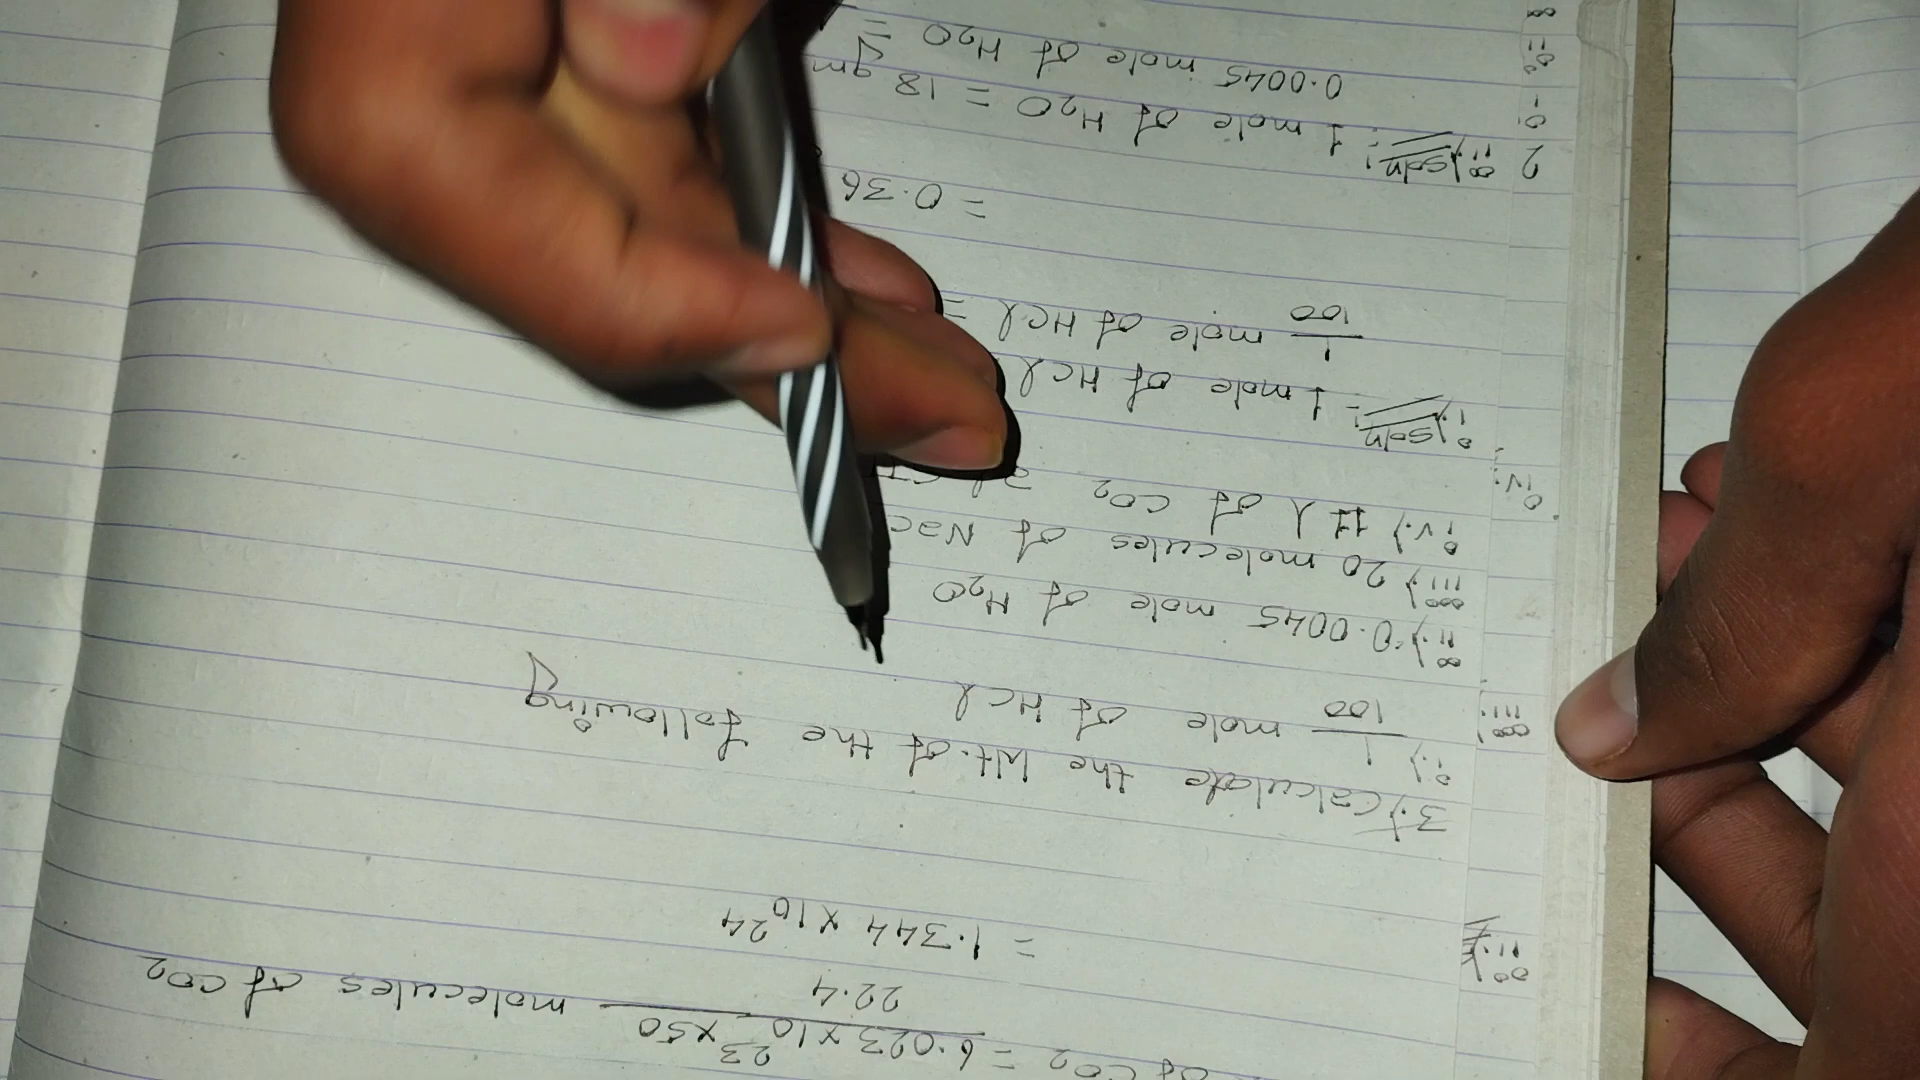 of CO2 = 6.023 x 10^23 x 50 / 22.4 molecules of CO2
= 1.344 x 10^24
3.) Calculate the Wt. of the following
i.) 1/100 mole of HCl
ii.) 0.0045 mole of H2O
iii.) 20 molecules of
iv.) 11 l of CO2
i.) Soln:- 1 mole of HCl
1/100 mole of HCl =
= 0.36
ii.) Soln:- 1 mole of H2O = 18 gm
0.0045 mole of H2O =